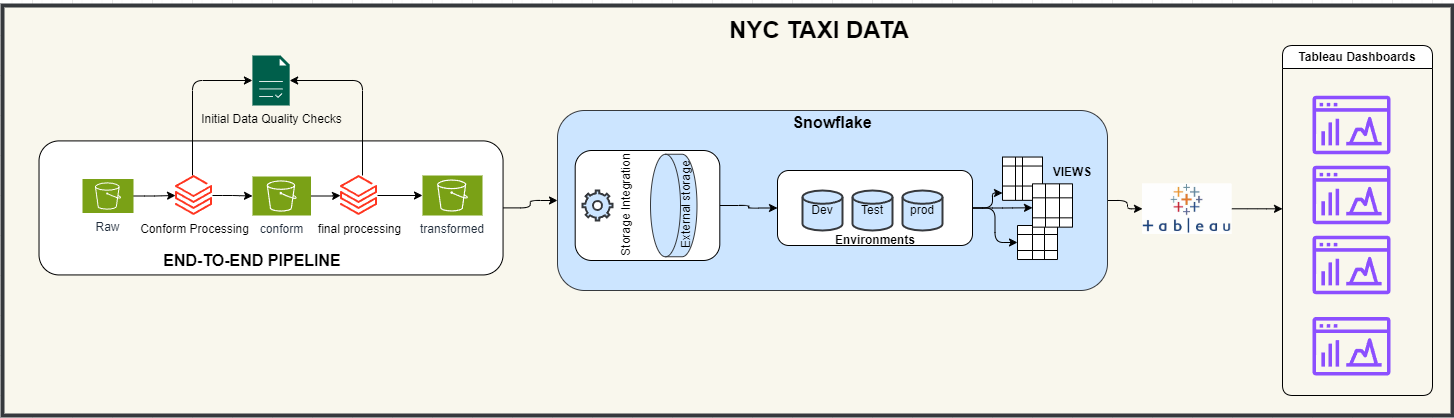 NYC TAXI DATA
Initial Data Quality Checks
Raw
Conform Processing
conform
final processing
transformed
END-TO-END PIPELINE
Snowflake
Storage Integration
External storage
Dev
Test
prod
Environments
VIEWS
+ableau
Tableau Dashboards